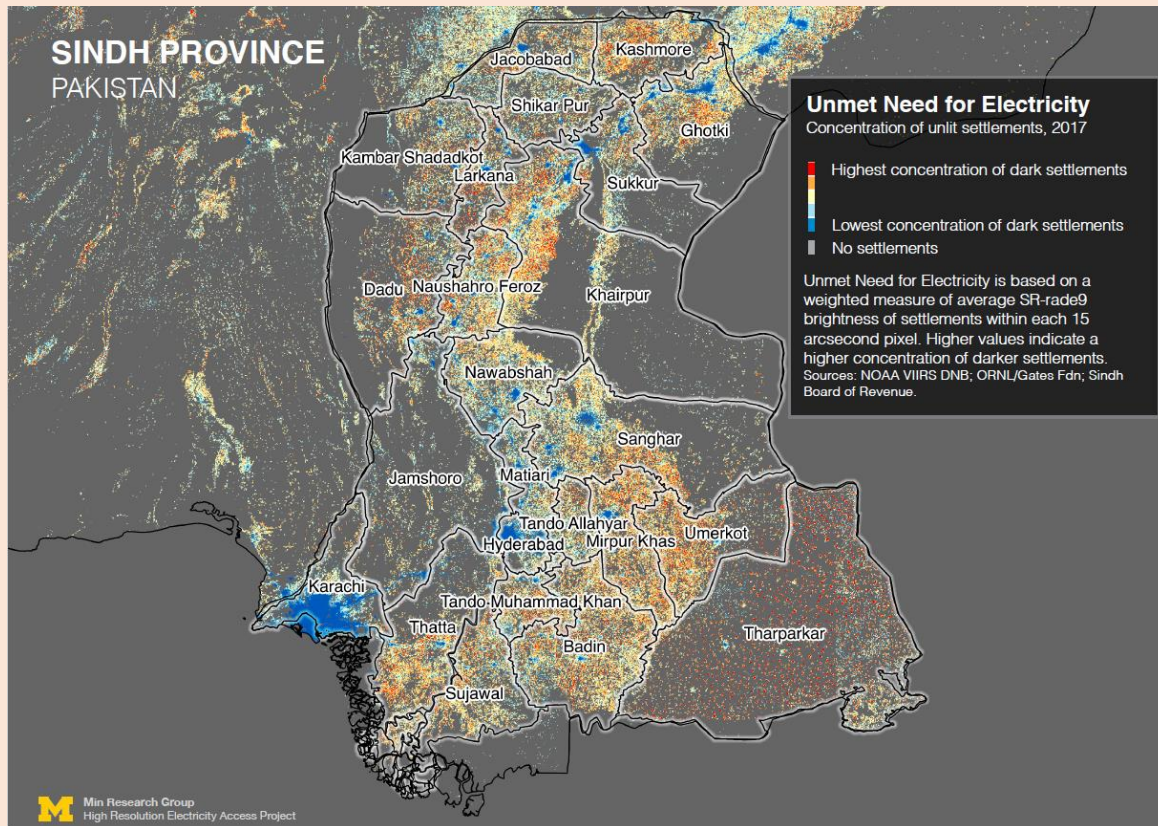 SINDH PROVINCE
PAKISTAN
Unmet Need for Electricity
Concentration of unlit settlements, 2017
Highest concentration of dark settlements
Lowest concentration of dark settlements
No settlements
Unmet Need for Electricity is based on a
weighted measure of average SR-rade9
brightness of settlements within each 15
arcsecond pixel. Higher values indicate a
higher concentration of darker settlements.
Sources: NOAA VIIRS DNB; ORNL/Gates Fdn; Sindh
Board of Revenue.
Jacobabad
Kashmore
Shikar Pur
Ghotki
Kambar Shadadkot
Larkana
Sukkur
Dadu
Naushahro Feroz
Khairpur
Nawabshah
Sanghar
Jamshoro
Matiari
Tando Allahyar
Umerkot
Hyderabad
Mirpur Khas
Karachi
Tando Muhammad Khan
Thatta
Tharparkar
Badin
Sujawal
M
Min Research Group
High Resolution Electricity Access Project